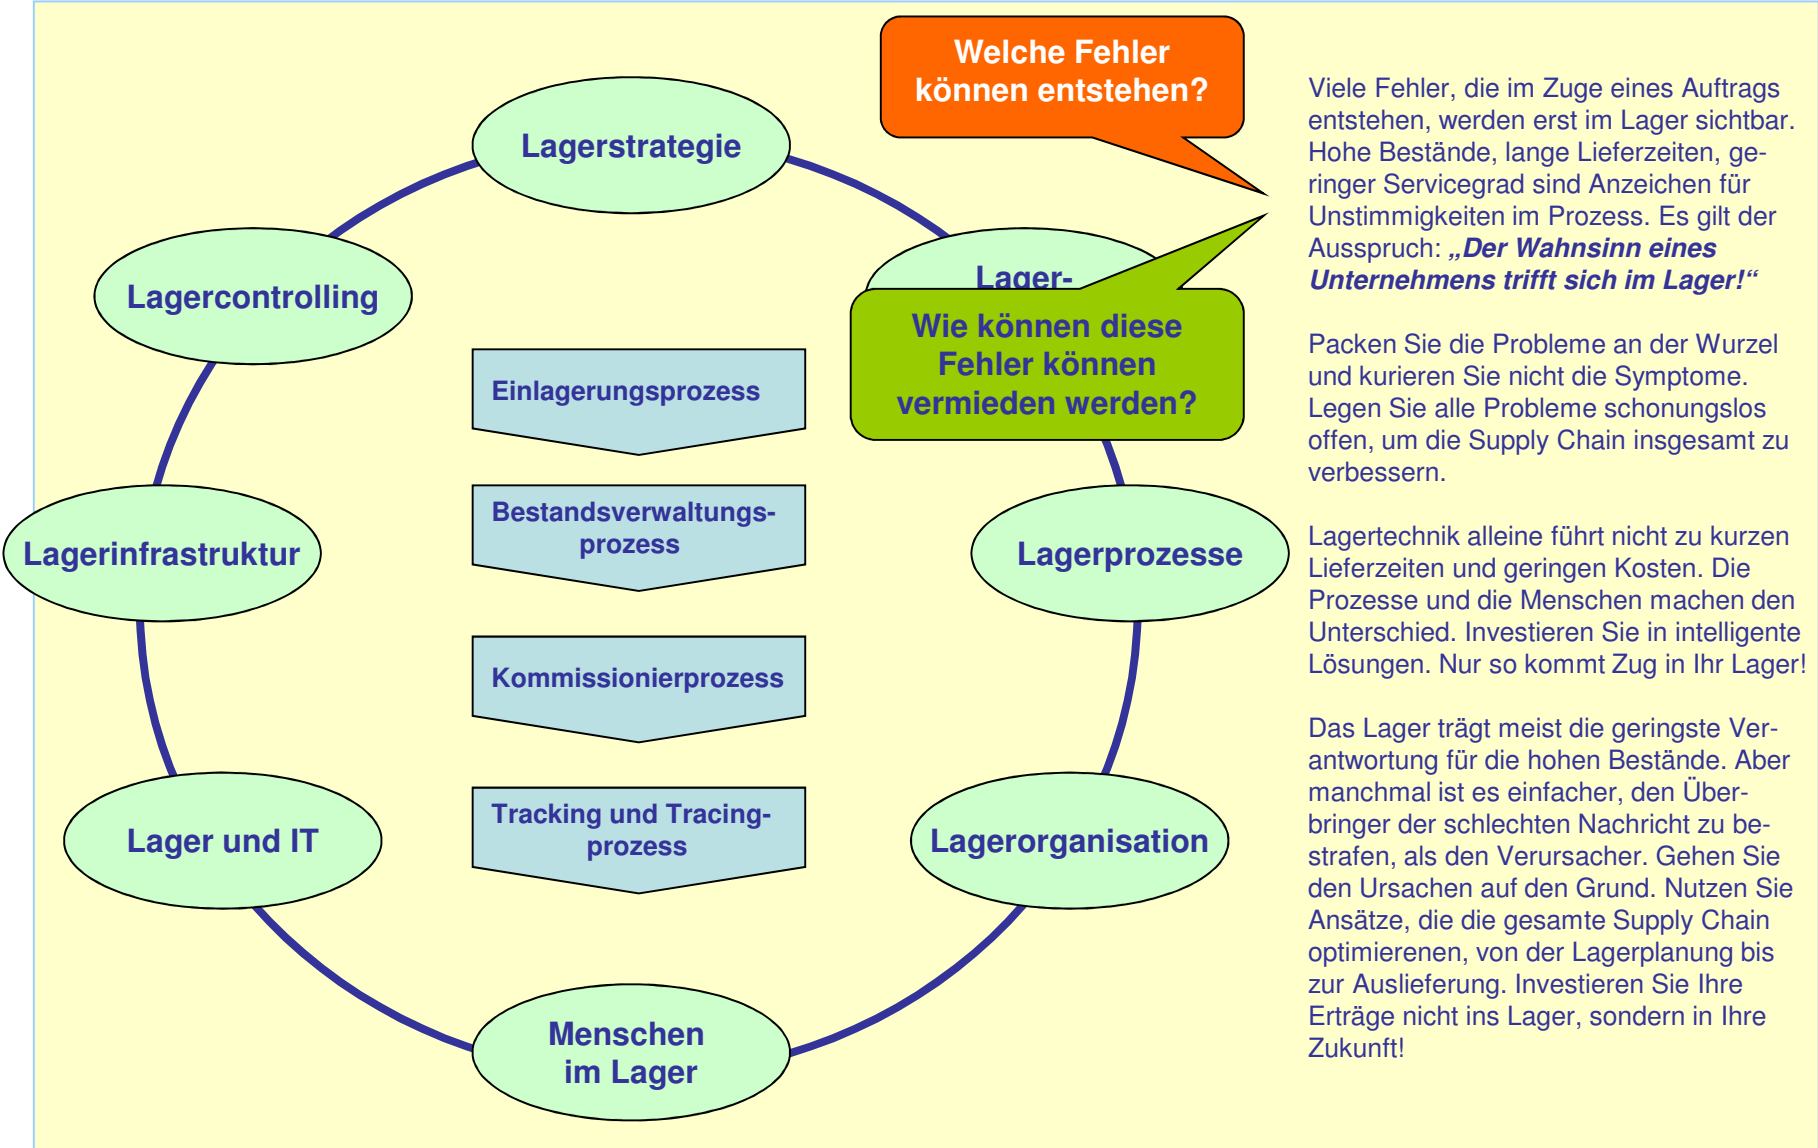 Welche Fehler
können entstehen?
Lagerstrategie
Lagercontrolling
Lager-
Wie können diese
Fehler können
vermieden werden?
Einlagerungsprozess
Bestandsverwaltungs-
prozess
Lagerinfrastruktur
Lagerprozesse
Kommissionierprozess
Tracking und Tracing-
prozess
Lager und IT
Lagerorganisation
Menschen
im Lager
Viele Fehler, die im Zuge eines Auftrags
entstehen, werden erst im Lager sichtbar.
Hohe Bestände, lange Lieferzeiten, ge-
ringer Servicegrad sind Anzeichen für
Unstimmigkeiten im Prozess. Es gilt der
Ausspruch: „Der Wahnsinn eines
Unternehmens trifft sich im Lager!“
Packen Sie die Probleme an der Wurzel
und kurieren Sie nicht die Symptome.
Legen Sie alle Probleme schonungslos
offen, um die Supply Chain insgesamt zu
verbessern.
Lagertechnik alleine führt nicht zu kurzen
Lieferzeiten und geringen Kosten. Die
Prozesse und die Menschen machen den
Unterschied. Investieren Sie in intelligente
Lösungen. Nur so kommt Zug in Ihr Lager!
Das Lager trägt meist die geringste Ver-
antwortung für die hohen Bestände. Aber
manchmal ist es einfacher, den Über-
bringer der schlechten Nachricht zu be-
strafen, als den Verursacher. Gehen Sie
den Ursachen auf den Grund. Nutzen Sie
Ansätze, die die gesamte Supply Chain
optimierenen, von der Lagerplanung bis
zur Auslieferung. Investieren Sie Ihre
Erträge nicht ins Lager, sondern in Ihre
Zukunft!